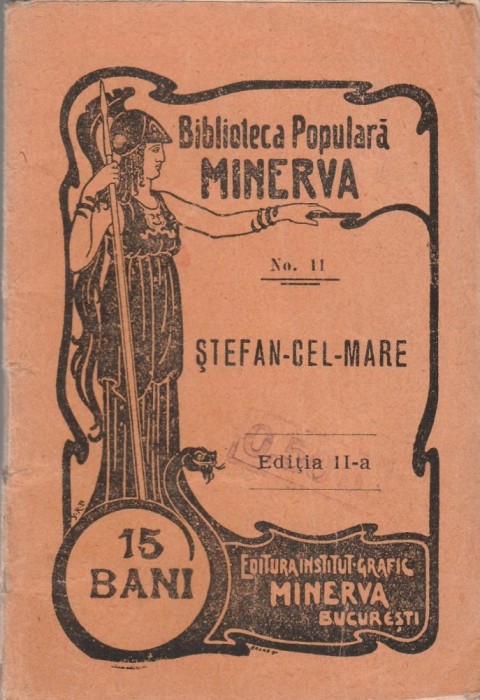 Biblioteca Populară
MINERVA
No. 11
ŞTEFAN-CEL-MARE
Ediţia II-a
15
BANI
EDITURA INSTITUT-GRAFIC
MINERVA
BUCUREŞTI